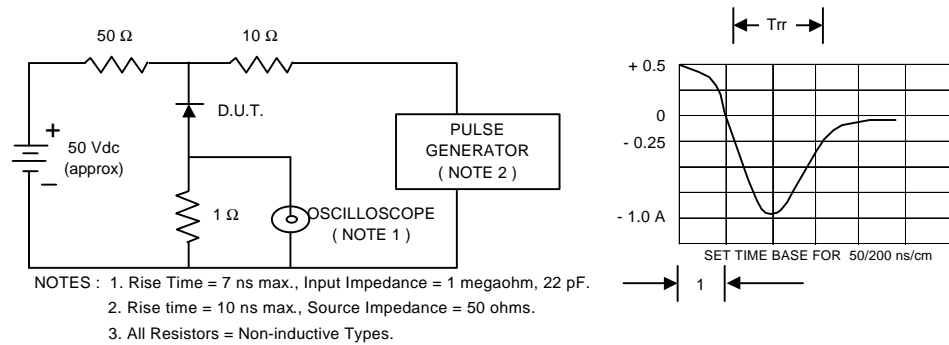 50 Ω
10 Ω
Trr
+ 0.5
0
- 0.25
- 1.0 A
D.U.T.
+
50 Vdc
(approx)
−
PULSE
GENERATOR
( NOTE 2 )
1 Ω
OSCILLOSCOPE
( NOTE 1 )
SET TIME BASE FOR 50/200 ns/cm
1
NOTES : 1. Rise Time = 7 ns max., Input Impedance = 1 megaohm, 22 pF.
2. Rise time = 10 ns max., Source Impedance = 50 ohms.
3. All Resistors = Non-inductive Types.